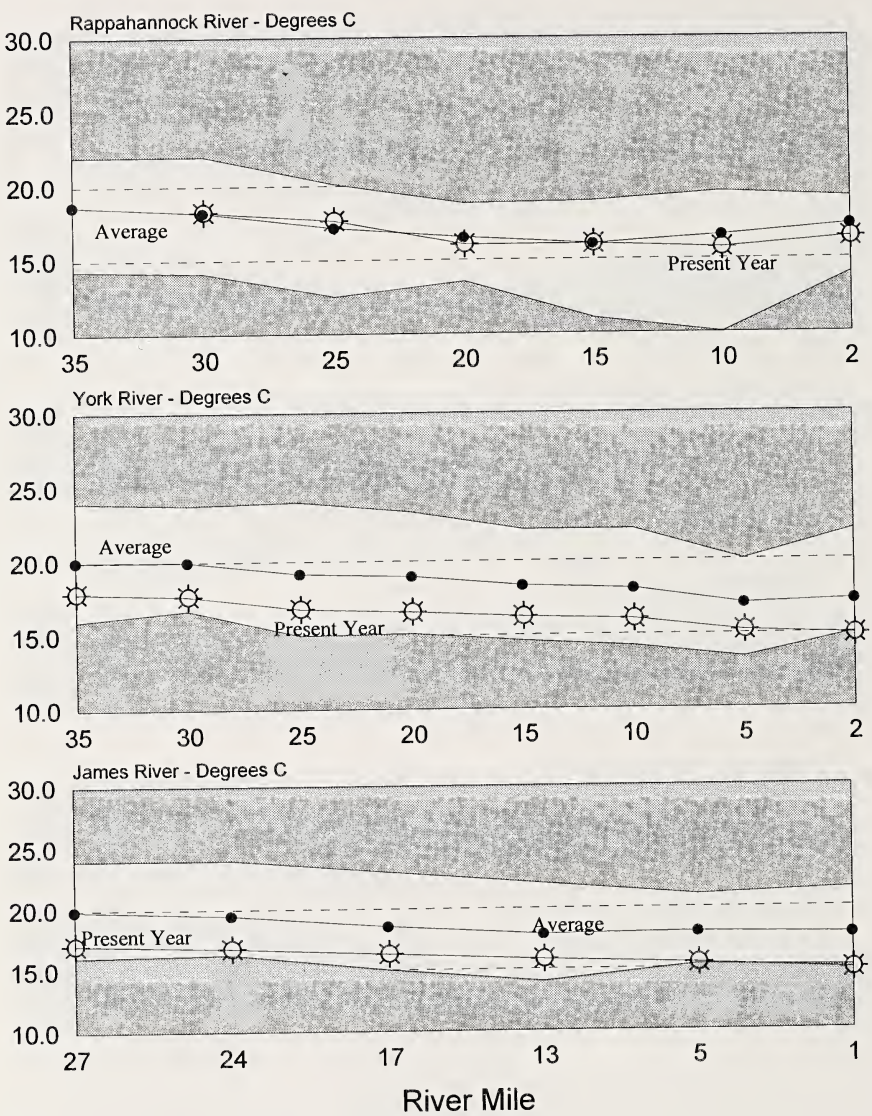 Rappahannock River - Degrees C
30.0
25.0
20.0
15.0
10.0
Average
Present Year
35 30 25 20 15 10 2
York River - Degrees C
30.0
25.0
20.0
15.0
10.0
Average
Present Year
35 30 25 20 15 10 5 2
James River - Degrees C
30.0
25.0
20.0
15.0
10.0
Average
Present Year
27 24 17 13 5 1
River Mile